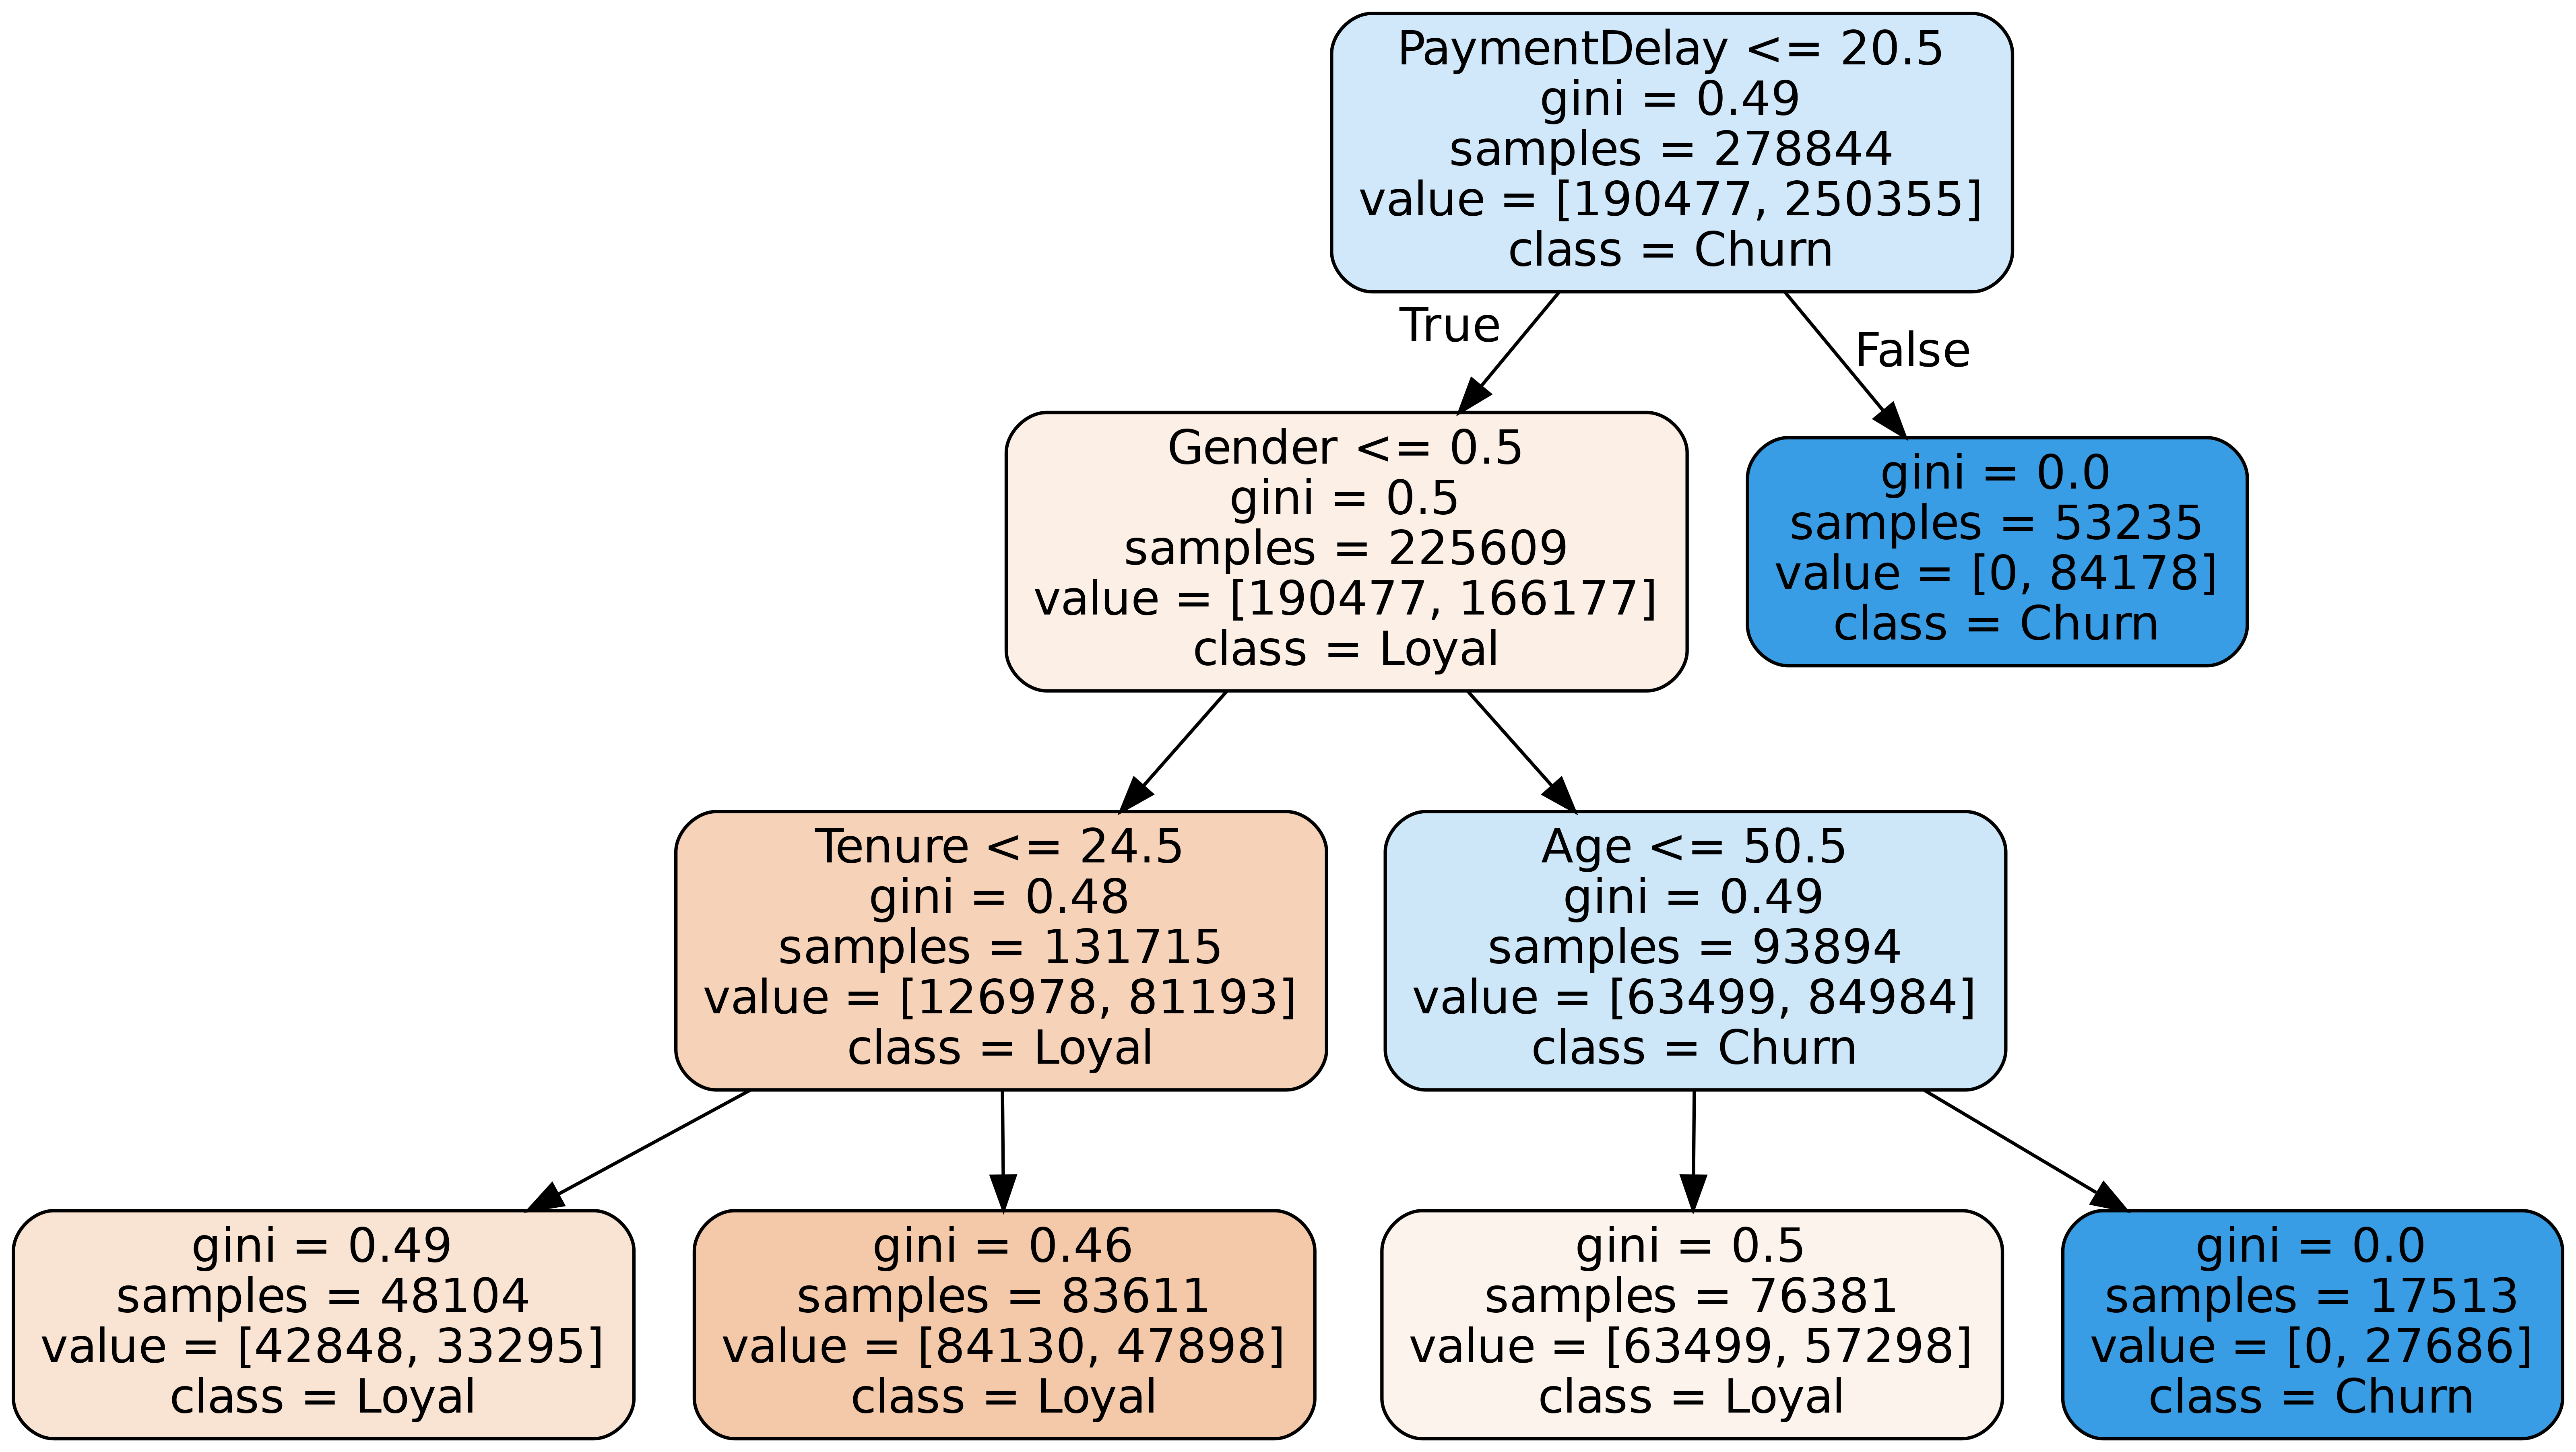 PaymentDelay <= 20.5
gini = 0.49
samples = 278844
value = [190477, 250355]
class = Churn
True
False
Gender <= 0.5
gini = 0.5
samples = 225609
value = [190477, 166177]
class = Loyal
gini = 0.0
samples = 53235
value = [0, 84178]
class = Churn
Tenure <= 24.5
gini = 0.48
samples = 131715
value = [126978, 81193]
class = Loyal
Age <= 50.5
gini = 0.49
samples = 93894
value = [63499, 84984]
class = Churn
gini = 0.49
samples = 48104
value = [42848, 33295]
class = Loyal
gini = 0.46
samples = 83611
value = [84130, 47898]
class = Loyal
gini = 0.5
samples = 76381
value = [63499, 57298]
class = Loyal
gini = 0.0
samples = 17513
value = [0, 27686]
class = Churn